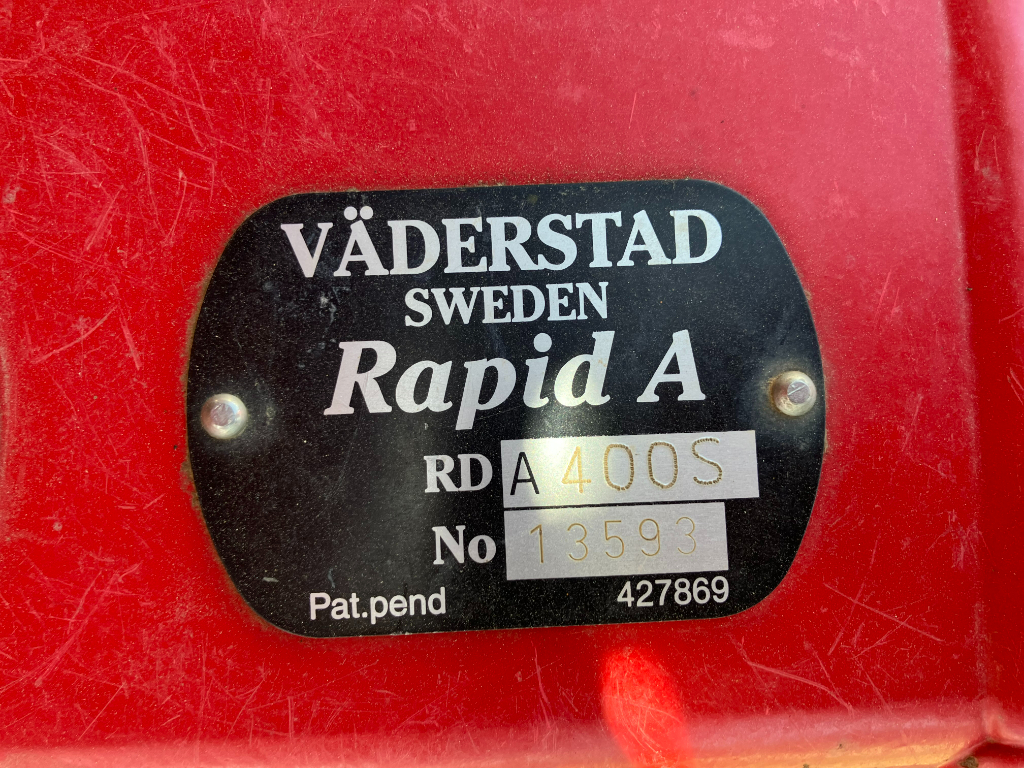 VÄDERSTAD
SWEDEN
Rapid A
RD A 400S
No 13593
Pat.pend 427869